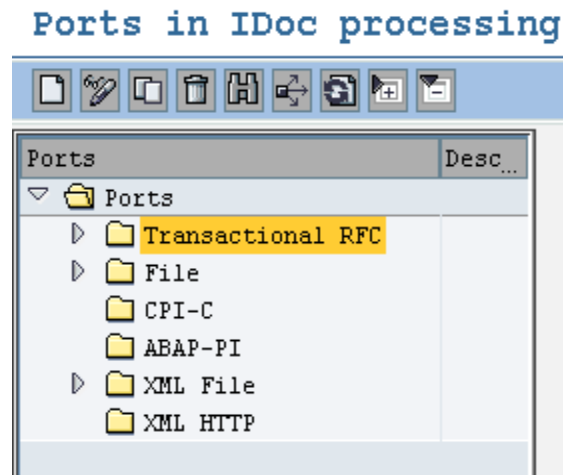 Ports in IDoc processing
Ports Desc...
Ports
Transactional RFC
File
CPI-C
ABAP-PI
XML File
XML HTTP